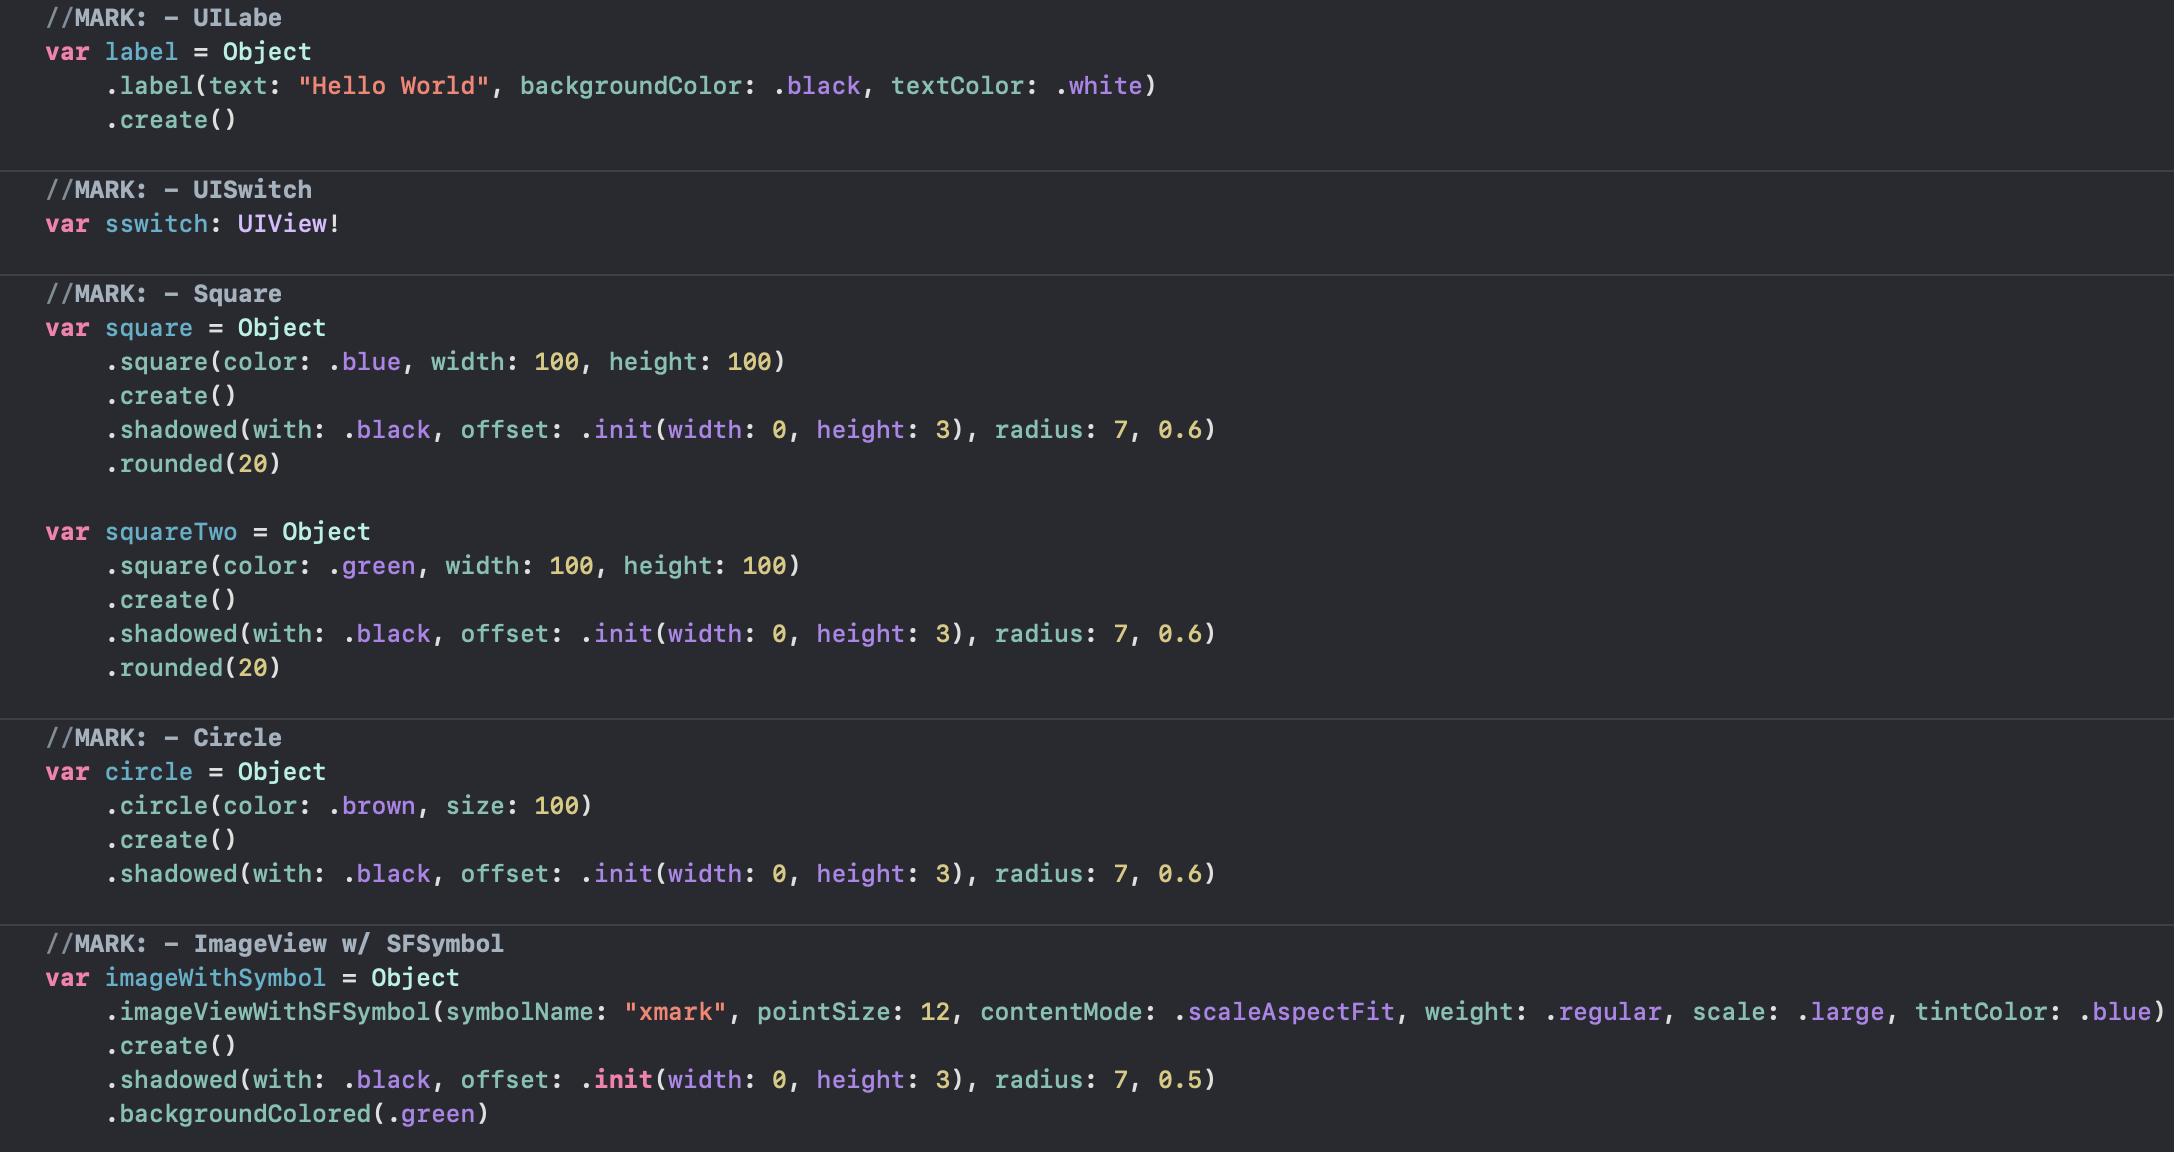 //MARK: - UILabe
var label = Object
    .label(text: "Hello World", backgroundColor: .black, textColor: .white)
    .create()
//MARK: - UISwitch
var sswitch: UIView!
//MARK: - Square
var square = Object
    .square(color: .blue, width: 100, height: 100)
    .create()
    .shadowed(with: .black, offset: .init(width: 0, height: 3), radius: 7, 0.6)
    .rounded(20)
var squareTwo = Object
    .square(color: .green, width: 100, height: 100)
    .create()
    .shadowed(with: .black, offset: .init(width: 0, height: 3), radius: 7, 0.6)
    .rounded(20)
//MARK: - Circle
var circle = Object
    .circle(color: .brown, size: 100)
    .create()
    .shadowed(with: .black, offset: .init(width: 0, height: 3), radius: 7, 0.6)
//MARK: - ImageView w/ SFSymbol
var imageWithSymbol = Object
    .imageViewWithSFSymbol(symbolName: "xmark", pointSize: 12, contentMode: .scaleAspectFit, weight: .regular, scale: .large, tintColor: .blue)
    .create()
    .shadowed(with: .black, offset: .init(width: 0, height: 3), radius: 7, 0.5)
    .backgroundColored(.green)